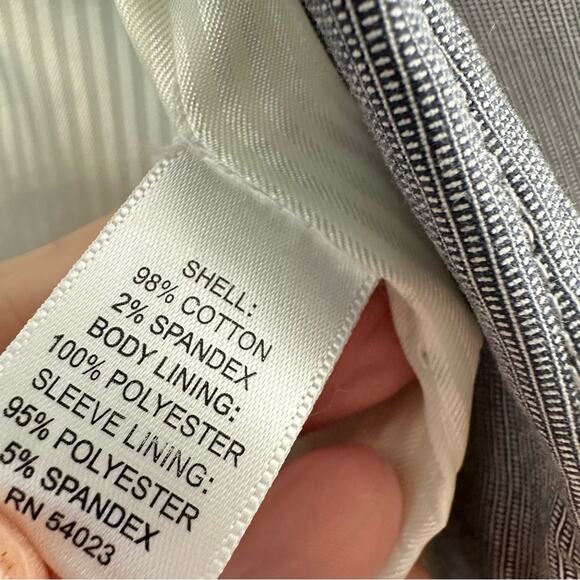 SHELL:
98% COTTON
2% SPANDEX
BODY LINING:
100% POLYESTER
SLEEVE LINING:
95% POLYESTER
5% SPANDEX
RN 54023